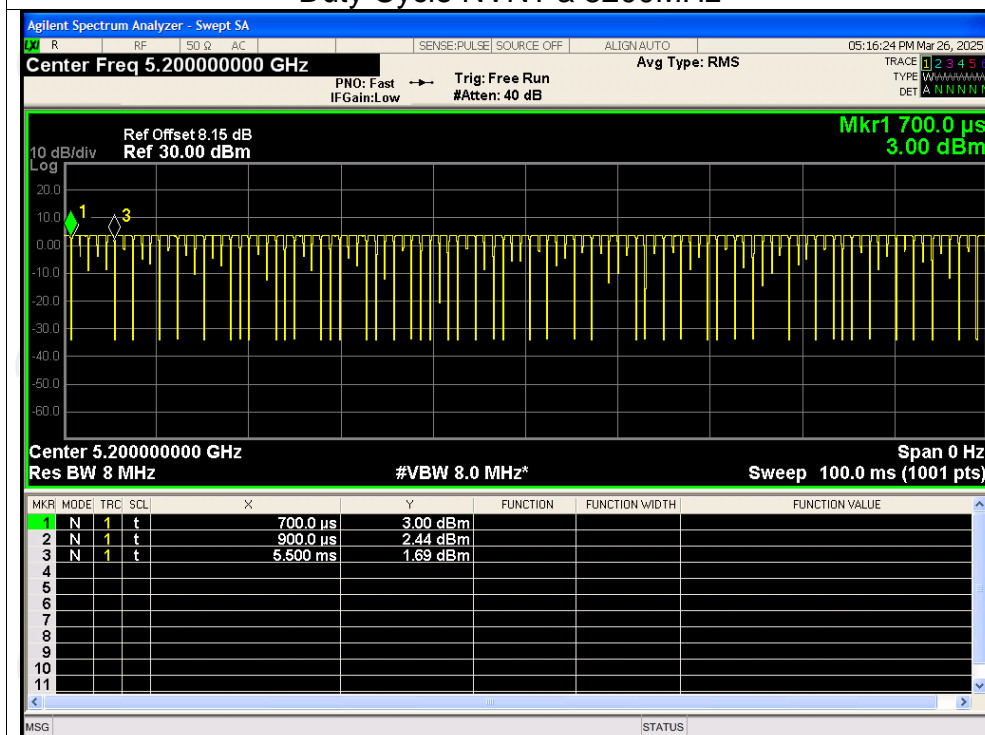 Duty Cycle NVNT a 5200MHz
Agilent Spectrum Analyzer - Swept SA
LXI R RF 50 Ω AC SENSE:PULSE SOURCE OFF ALIGN AUTO 05:16:24 PM Mar 26, 2025
Center Freq 5.200000000 GHz Avg Type: RMS TRACE 1 2 3 4 5 6
PNO: Fast Trig: Free Run TYPE
IFGain:Low #Atten: 40 dB DET A N N N N N
Mkr1 700.0 µs
Ref Offset 8.15 dB
10 dB/div Ref 30.00 dBm 3.00 dBm
Log
20.0
10.0 1 3
0.00
-10.0
-20.0
-30.0
-40.0
-50.0
-60.0
Center 5.200000000 GHz Span 0 Hz
Res BW 8 MHz #VBW 8.0 MHz* Sweep 100.0 ms (1001 pts)
MKR MODE TRC SCL X Y FUNCTION FUNCTION WIDTH FUNCTION VALUE
1 N 1 t 700.0 µs 3.00 dBm
2 N 1 t 900.0 µs 2.44 dBm
3 N 1 t 5.500 ms 1.69 dBm
4
5
6
7
8
9
10
11
MSG STATUS